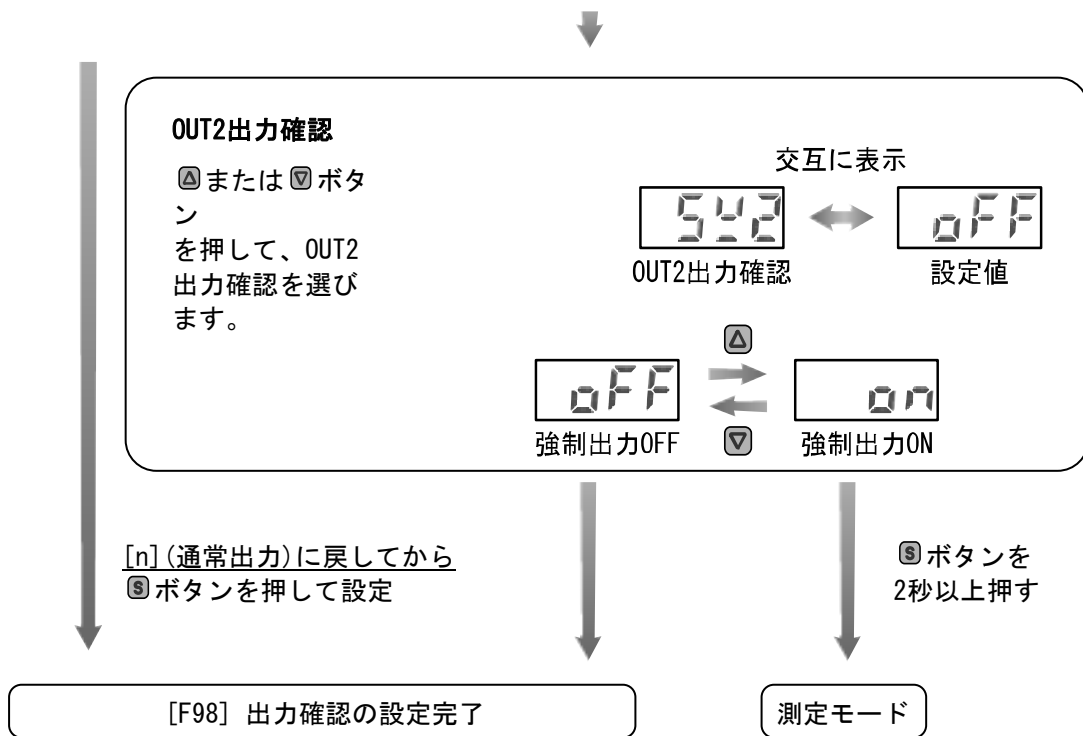 OUT2出力確認
△または▽ボタ
ン
を押して、OUT2
出力確認を選び
ます。
交互に表示
SW2
oFF
OUT2出力確認
設定値
△
oFF
on
▽
強制出力OFF
強制出力ON
[n](通常出力)に戻してから
Sボタンを押して設定
Sボタンを
2秒以上押す
[F98] 出力確認の設定完了
測定モード